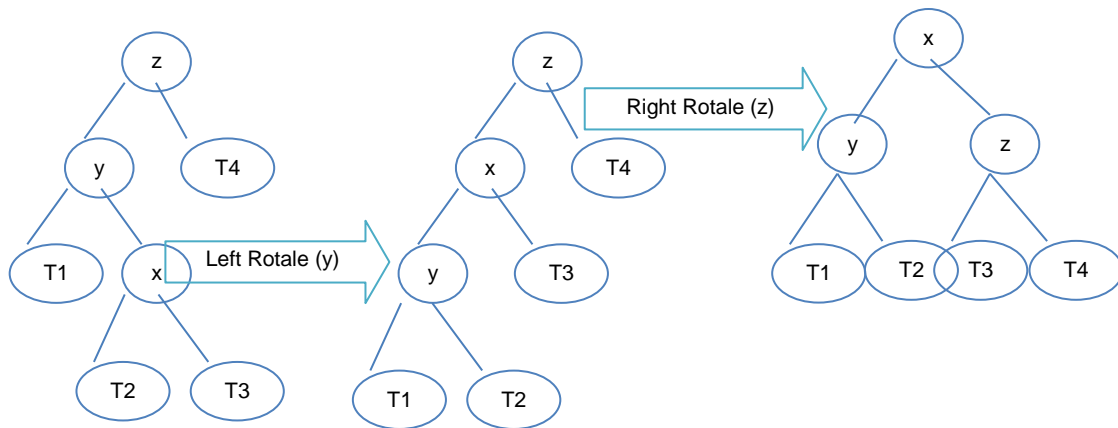 z
y
T4
T1
x
T2
T3
Left Rotale (y)
z
x
T4
y
T3
T1
T2
Right Rotale (z)
x
y
z
T1
T2
T3
T4